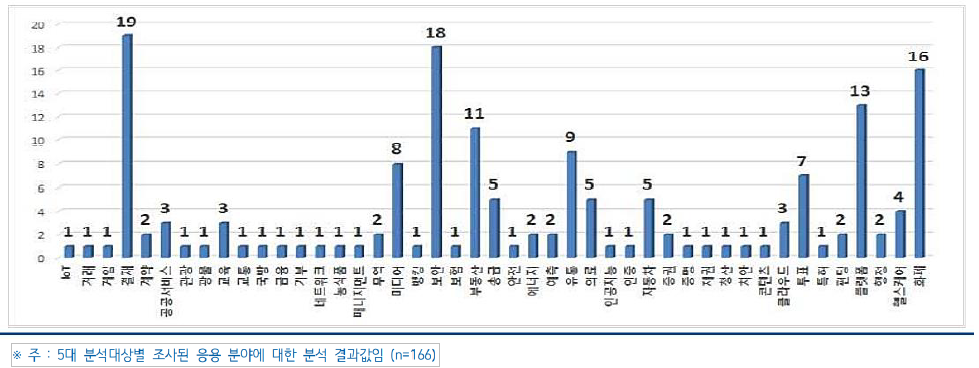 20
18
16
14
12
10
8
6
4
2
0
1 1 1 19 2 3 1 1 3 1 1 1 1 1 1 1 2 8 1 18 1 11 5 1 2 2 9 5 1 1 5 2 1 1 1 1 1 3 7 1 2 13 2 4 16
IoT
거래
게임
결제
계약
공공서비스
관광
광물
교육
교통
국방
금융
기부
네트워크
농식품
매니지먼트
무역
미디어
뱅킹
보안
보험
부동산
송금
안전
에너지
예측
유통
의료
인공지능
인증
자동차
증권
증명
채권
청산
치안
콘텐츠
클라우드
투표
특허
펀딩
플랫폼
행정
헬스케어
화폐
※ 주 : 5대 분석대상별 조사된 응용 분야에 대한 분석 결과값임 (n=166)